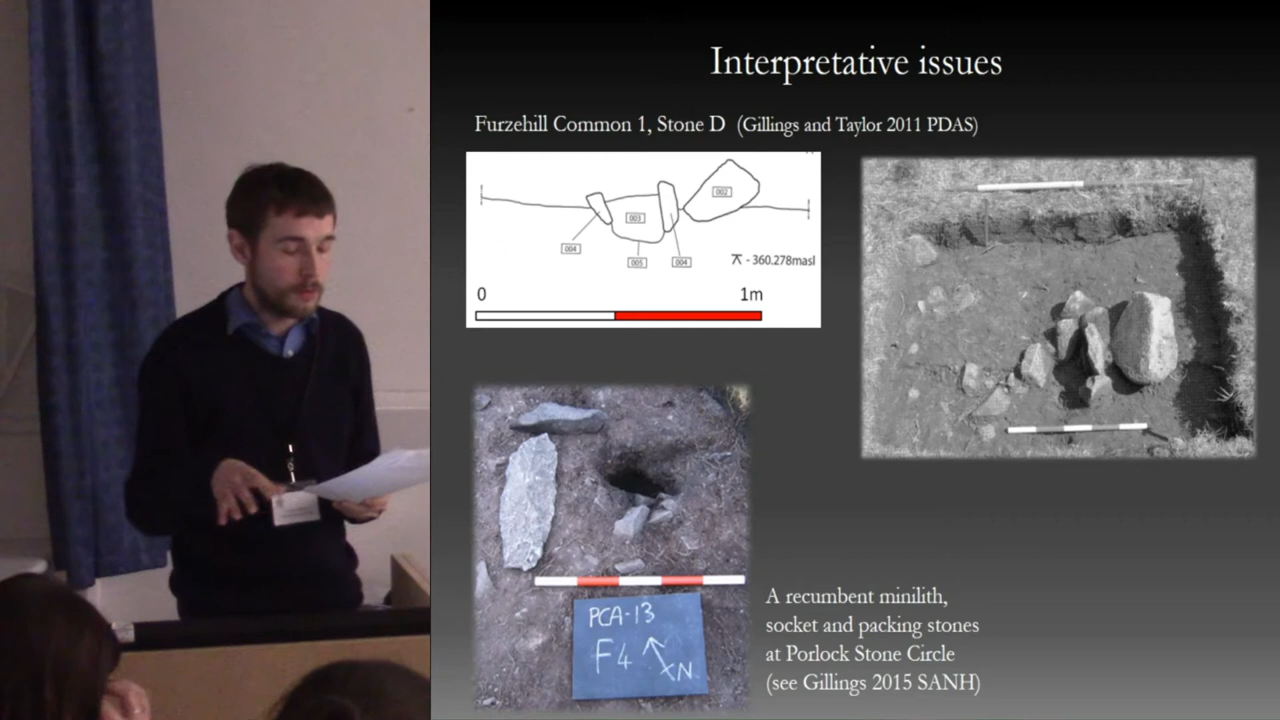 Interpretative issues
Furzehill Common 1, Stone D (Gillings and Taylor 2011 PDAS)
002
003
004
005
004
⊼ - 360.278masl
0 1m
PCA-13
F4
N
A recumbent minilith,
socket and packing stones
at Porlock Stone Circle
(see Gillings 2015 SANH)